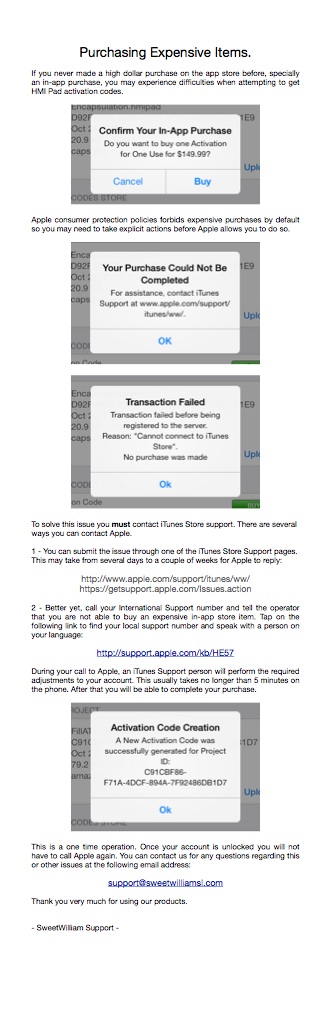 Purchasing Expensive Items.
If you never made a high dollar purchase on the app store before, specially
an in-app purchase, you may experience difficulties when attempting to get
HMI Pad activation codes.
Encapsulation.hmipad
D92F
1E9
Oct
20.9
caps
Confirm Your In-App Purchase
Do you want to buy one Activation
for One Use for $149.99?
Uplo
Cancel Buy
CODES STORE
Apple consumer protection policies forbids expensive purchases by default
so you may need to take explicit actions before Apple allows you to do so.
Enca
D92F
1E9
Oct
20.9
caps
Your Purchase Could Not Be
Completed
For assistance, contact iTunes
Support at www.apple.com/support/
itunes/ww/.
Uplo
OK
CODE
on Code
Enca
D92F
1E9
Oct
20.9
caps
Transaction Failed
Transaction failed before being
registered to the server.
Reason: "Cannot connect to iTunes
Store".
No purchase was made
Uplo
Ok
CODE
on Code
To solve this issue you must contact iTunes Store support. There are several
ways you can contact Apple.
1 - You can submit the issue through one of the iTunes Store Support pages.
This may take from several days to a couple of weeks for Apple to reply:
http://www.apple.com/support/itunes/ww/
https://getsupport.apple.com/Issues.action
2 - Better yet, call your International Support number and tell the operator
that you are not able to buy an expensive in-app store item. Tap on the
following link to find your local support number and speak with a person on
your language:
http://support.apple.com/kb/HE57
During your call to Apple, an iTunes Support person will perform the required
adjustments to your account. This usually takes no longer than 5 minutes on
the phone. After that you will be able to complete your purchase.
OJECT
FillAT
C91C
1D7
Oct
79.2
amaz
Activation Code Creation
A New Activation Code was
successfully generated for Project
ID:
C91CBF86-
F71A-4DCF-894A-7F92486DB1D7
Uplo
Ok
CODES STORE
This is a one time operation. Once your account is unlocked you will not
have to call Apple again. You can contact us for any questions regarding this
or other issues at the following email address:
support@sweetwilliamsl.com
Thank you very much for using our products.
- SweetWilliam Support -